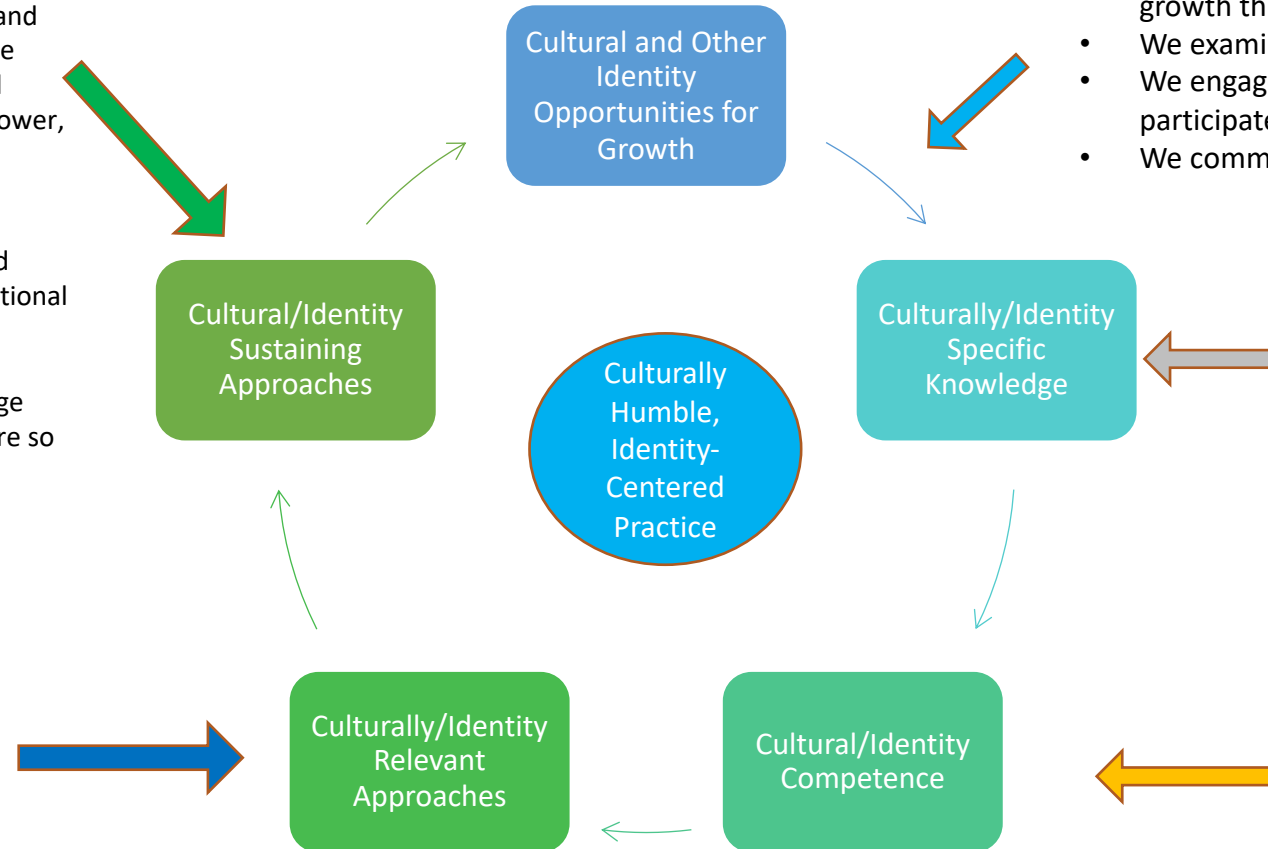 and
e
ower,
d
tional
ge
re so
Cultural and Other
Identity
Opportunities for
Growth
growth th
• We exami
• We engag
participate
• We comm
Cultural/Identity
Sustaining
Approaches
Culturally/Identity
Specific
Knowledge
Culturally
Humble,
Identity-
Centered
Practice
Culturally/Identity
Relevant
Approaches
Cultural/Identity
Competence